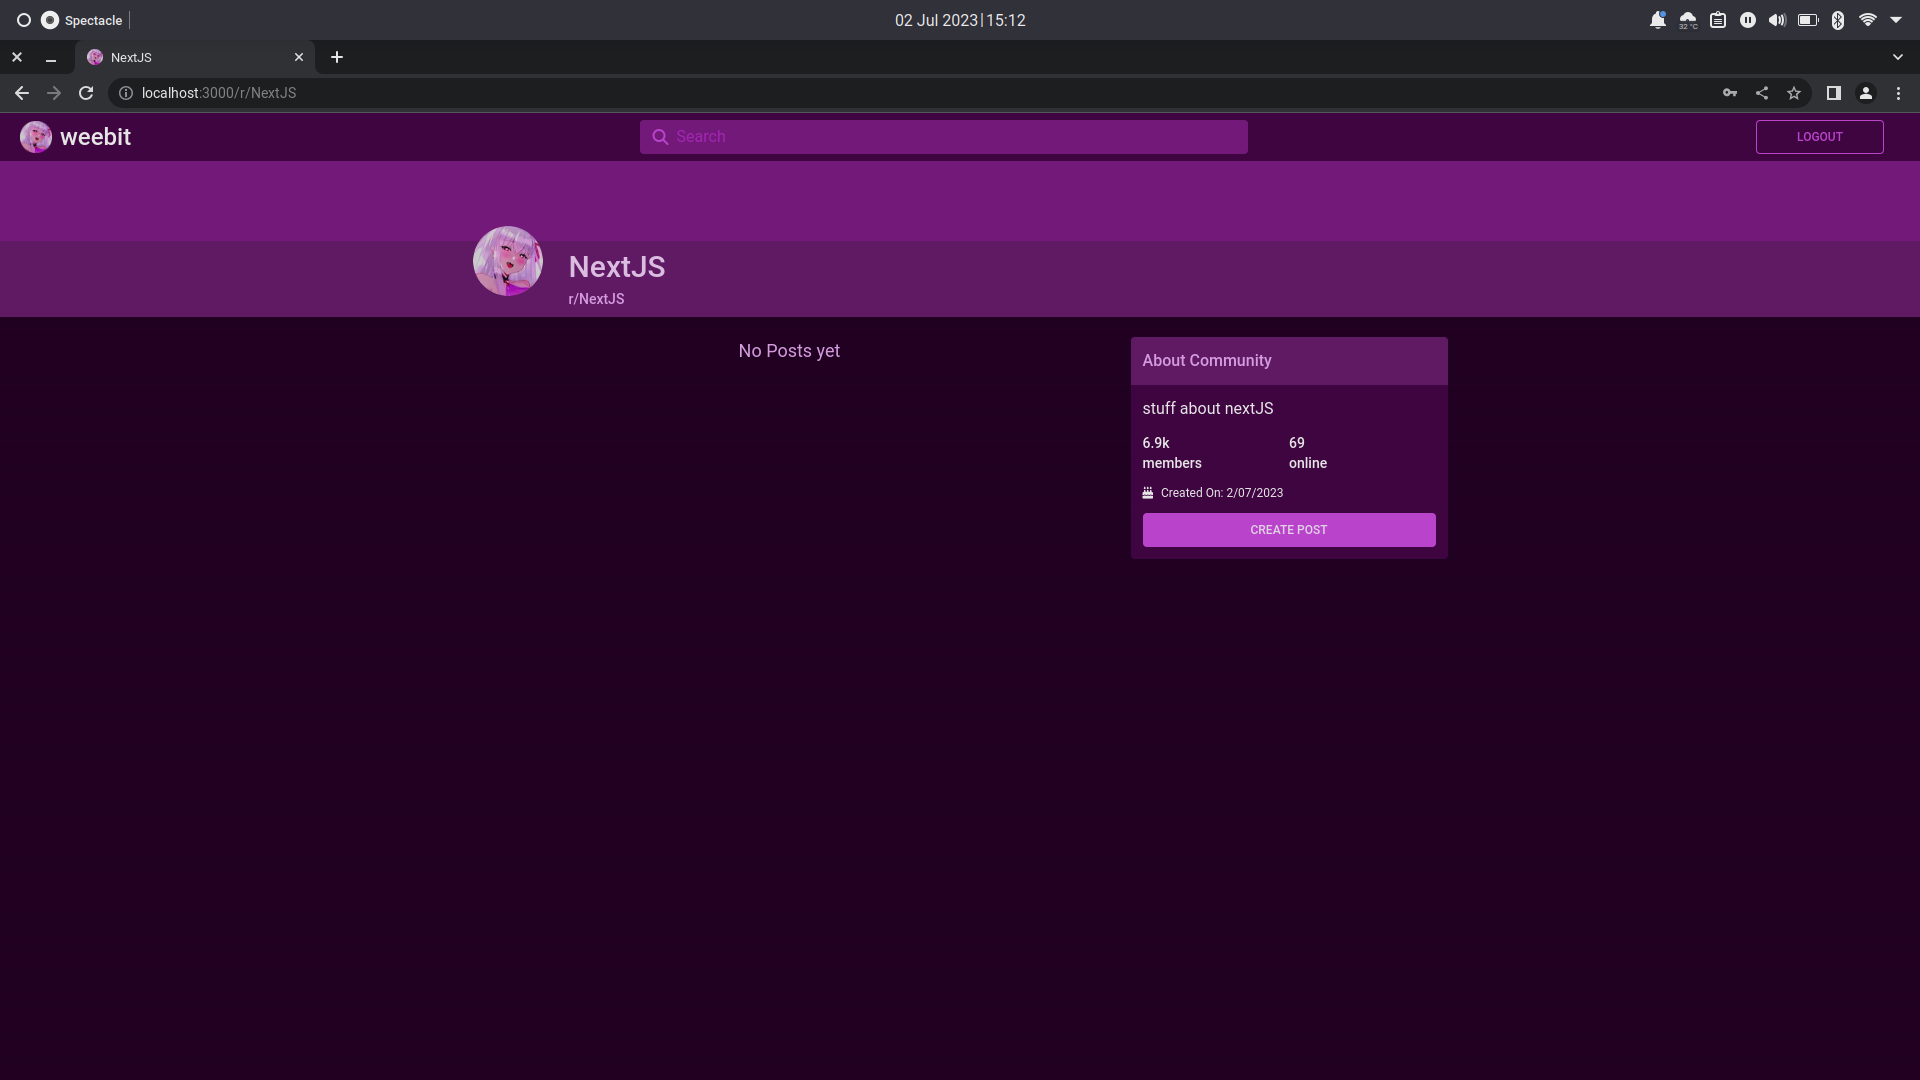 Spectacle
02 Jul 2023|15:12
32 °C
NextJS
localhost:3000/r/NextJS
weebit
Search
LOGOUT
NextJS
r/NextJS
No Posts yet
About Community
stuff about nextJS
6.9k
69
members
online
Created On: 2/07/2023
CREATE POST